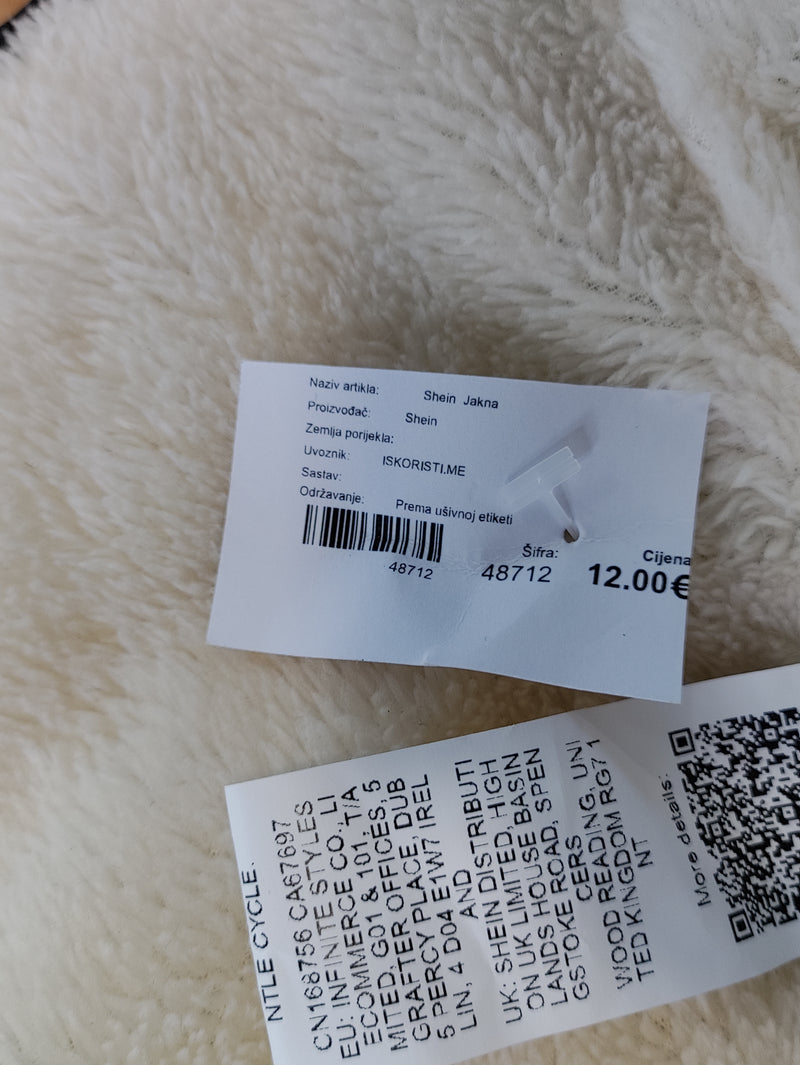 Naziv artikla: Shein Jakna
Proizvođač: Shein
Zemlja porijekla:
Uvoznik: ISKORISTI.ME
Sastav:
Održavanje: Prema ušivnoj etiketi
48712
Šifra:
48712
Cijena
12.00€
NTLE CYCLE.
CN168756 CA67697
EU: INFINITE STYLES
ECOMMERCE CO., LI
MITED. G01 & 101, T/A
GRAFTER OFFICES, 5
5 PERCY PLACE, DUB
LIN, 4 D04 E1W7 IREL
AND
UK: SHEIN DISTRIBUTI
ON UK LIMITED, HIGH
LANDS HOUSE BASIN
GSTOKE ROAD, SPEN
CERS
WOOD READING, UNI
TED KINGDOM RG7 1
NT
More details: